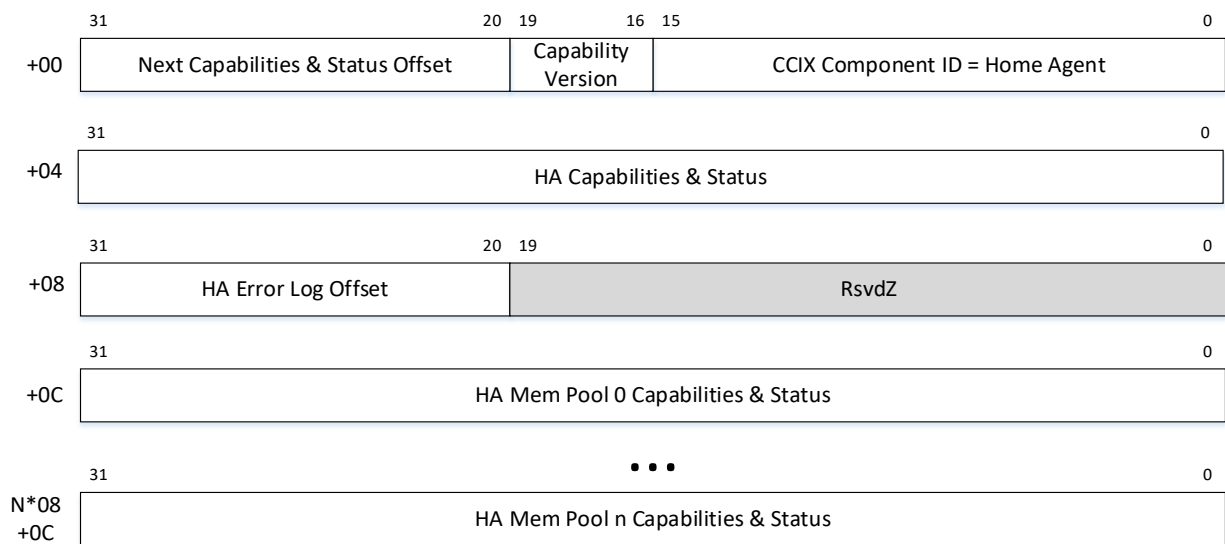 31 20 19 16 15 0
+00 Next Capabilities & Status Offset Capability Version CCIX Component ID = Home Agent
31 0
+04 HA Capabilities & Status
31 20 19 0
+08 HA Error Log Offset RsvdZ
31 0
+0C HA Mem Pool 0 Capabilities & Status
...
31 0
N*08 +0C HA Mem Pool n Capabilities & Status